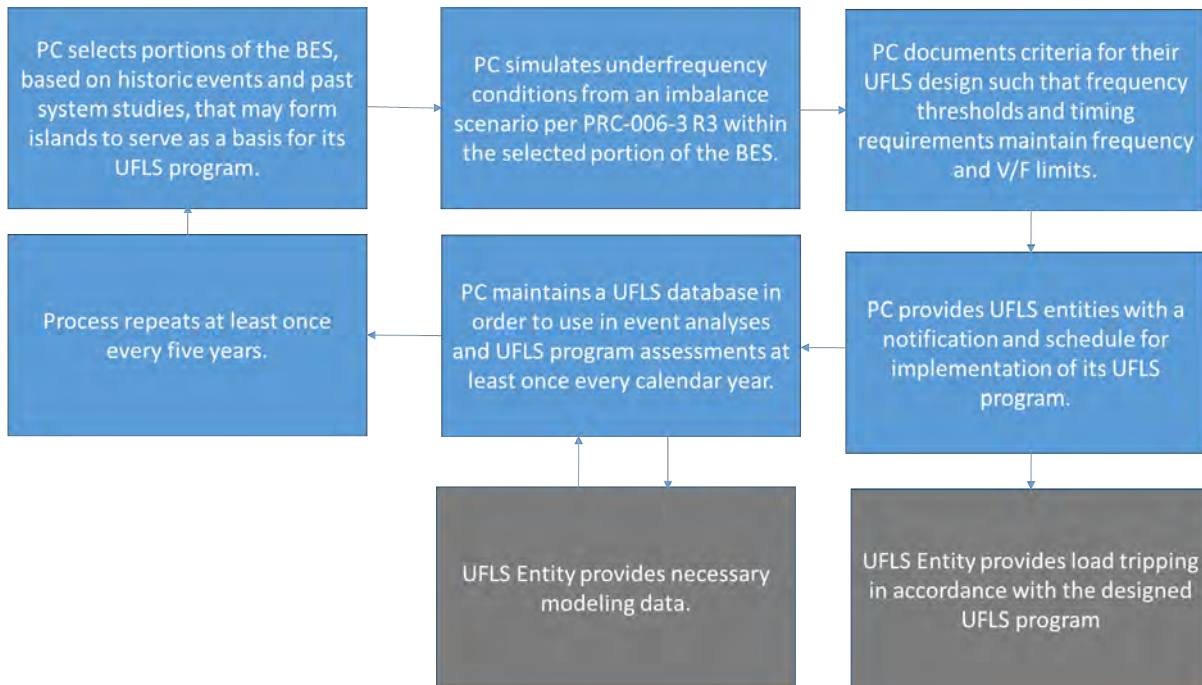 PC selects portions of the BES,
based on historic events and past
system studies, that may form
islands to serve as a basis for its
UFLS program.
PC simulates underfrequency
conditions from an imbalance
scenario per PRC-006-3 R3 within
the selected portion of the BES.
PC documents criteria for their
UFLS design such that frequency
thresholds and timing
requirements maintain frequency
and V/F limits.
Process repeats at least once
every five years.
PC maintains a UFLS database in
order to use in event analyses
and UFLS program assessments at
least once every calendar year.
PC provides UFLS entities with a
notification and schedule for
implementation of its UFLS
program.
UFLS Entity provides necessary
modeling data.
UFLS Entity provides load tripping
in accordance with the designed
UFLS program